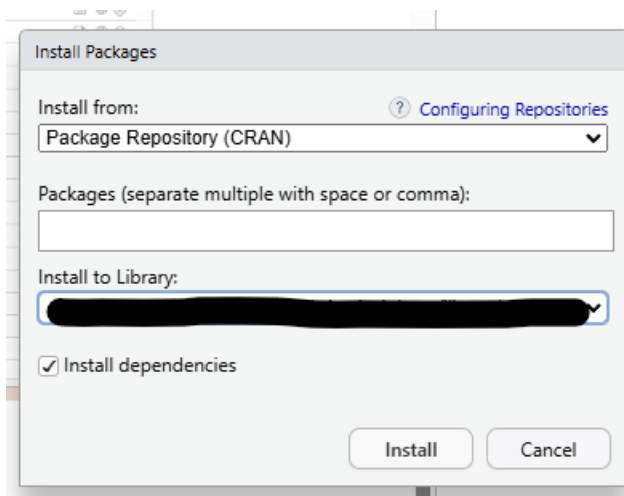 Install Packages
Install from:
? Configuring Repositories
Package Repository (CRAN)
Packages (separate multiple with space or comma):
Install to Library:
Install dependencies
Install
Cancel